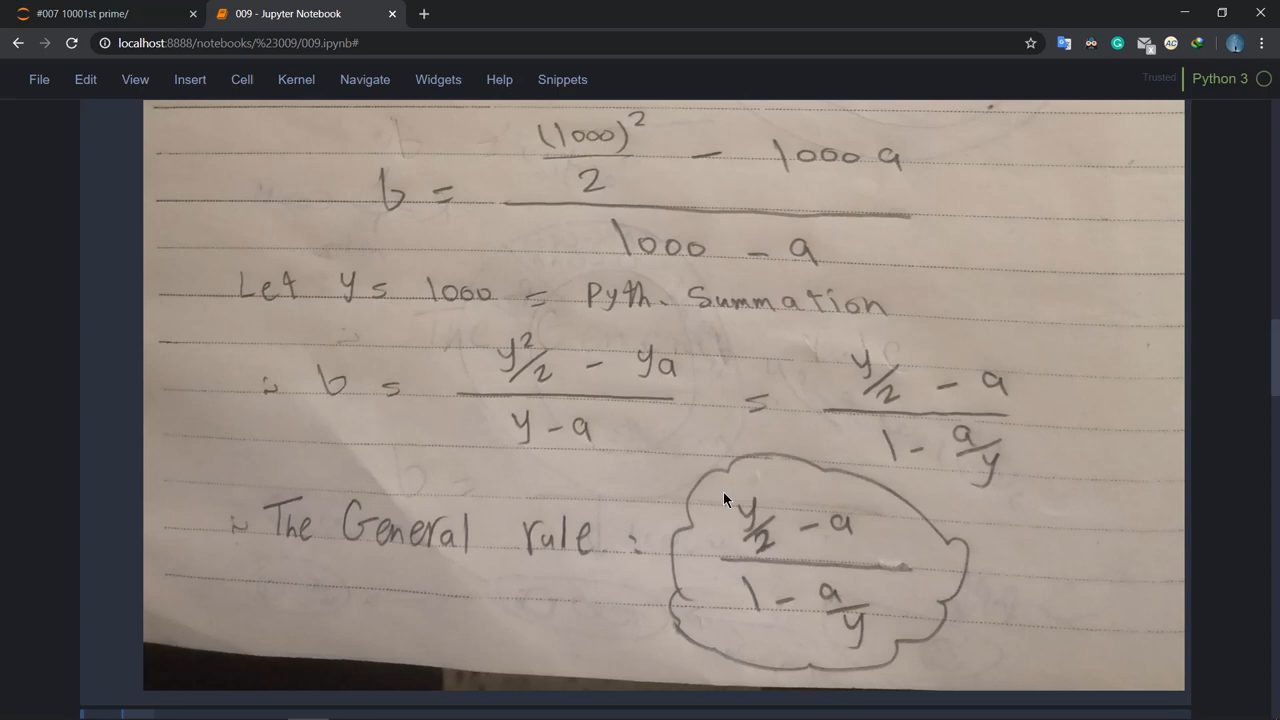 #007 10001st prime/
009 - Jupyter Notebook
localhost:8888/notebooks/%23009/009.ipynb#
File Edit View Insert Cell Kernel Navigate Widgets Help Snippets
Trusted Python 3
b = ((1000)²/2 - 1000a) / (1000 - a)
Let y = 1000 = Pyth. Summation
∴ b = (y²/2 - ya) / (y - a) = (y/2 - a) / (1 - a/y)
∴ The General rule : (y/2 - a) / (1 - a/y)